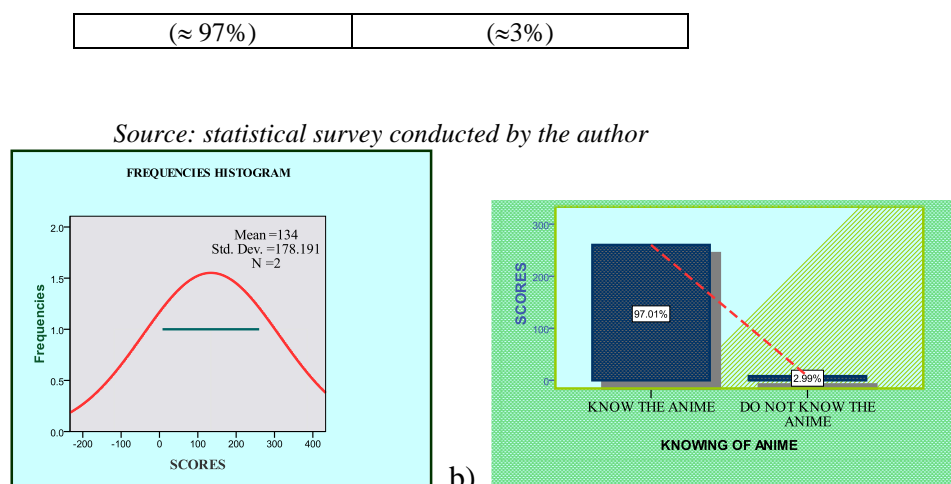 (≈ 97%) (≈3%)
Source: statistical survey conducted by the author
FREQUENCIES HISTOGRAM
Mean =134
Std. Dev. =178.191
N =2
2.0
1.5
1.0
0.5
0.0
Frequencies
-200 -100 0 100 200 300 400
SCORES
b)
300
200
100
0
SCORES
97.01%
2.99%
KNOW THE ANIME DO NOT KNOW THE
ANIME
KNOWING OF ANIME